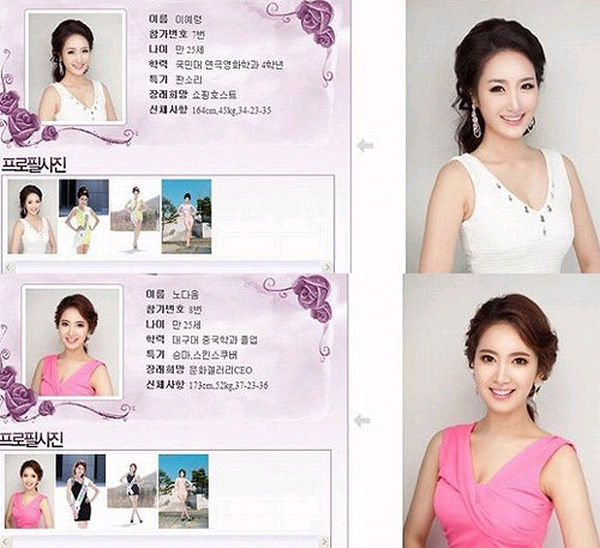 이름 이예령
참가번호 7번
나이 만 25세
학력 국민대 연극영화학과 4학년
특기 판소리
장래희망 쇼핑호스트
신체사항 164cm,45kg,34-23-35
프로필사진
이름 노다움
참가번호 8번
나이 만 25세
학력 대구대 중국학과 졸업
특기 승마,스킨스쿠버
장래희망 문화갤러리CEO
신체사항 173cm,52kg,37-23-36
프로필사진